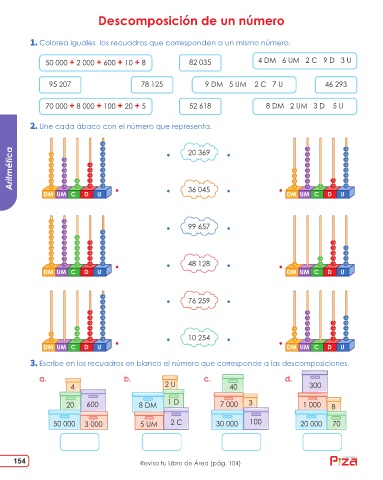 Descomposición de un número
1. Colorea iguales los recuadros que corresponden a un mismo número.
50 000 + 2 000 + 600 + 10 + 8
82 035
4 DM 6 UM 2 C 9 D 3 U
95 207
78 125
9 DM 5 UM 2 C 7 U
46 293
70 000 + 8 000 + 100 + 20 + 5
52 618
8 DM 2 UM 3 D 5 U
2. Une cada ábaco con el número que representa.
Aritmética
20 369
36 045
DM UM C D U
DM UM C D U
99 657
48 128
DM UM C D U
DM UM C D U
76 259
10 254
DM UM C D U
DM UM C D U
3. Escribe en los recuadros en blanco el número que corresponde a las descomposiciones.
a.
4
20 600
50 000 3 000
b.
2 U
8 DM 1 D
5 UM 2 C
c.
40
7 000 3
30 000 100
d.
300
1 000 8
20 000 70
154
Revisa tu Libro de Área (pág. 104)
Pizza